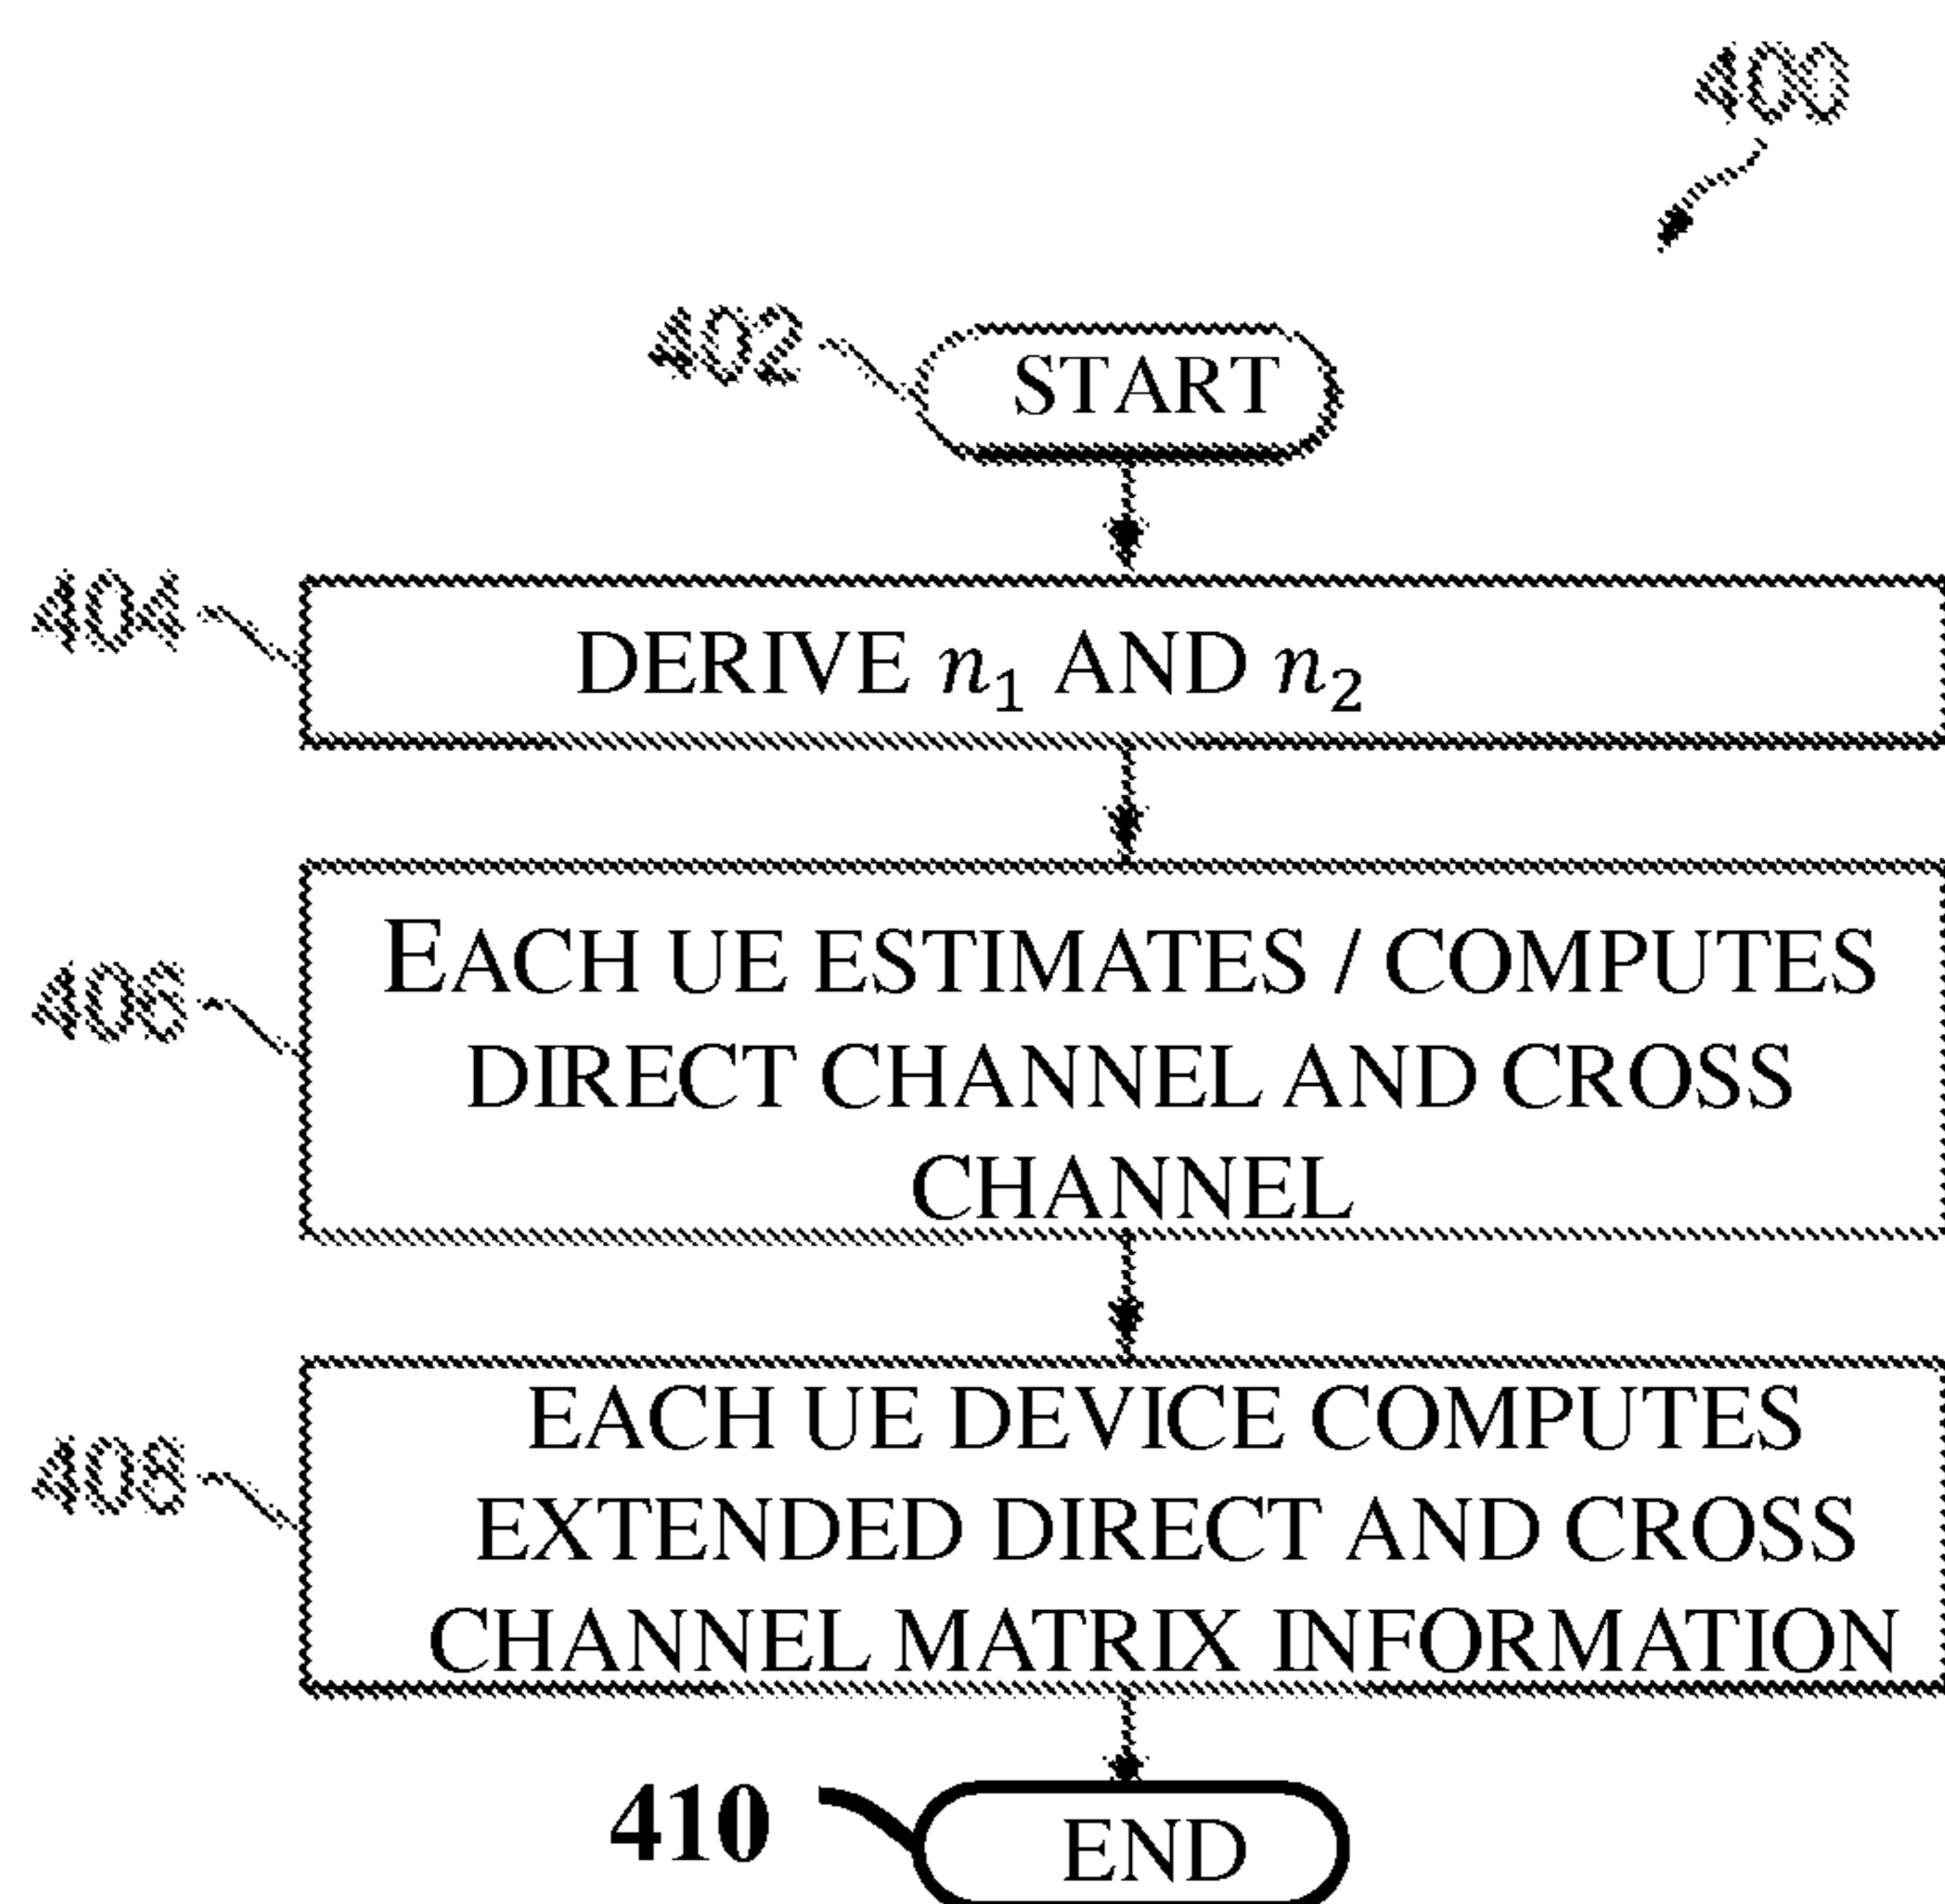 400
402
START
404
DERIVE n₁ AND n₂
406
EACH UE ESTIMATES / COMPUTES
DIRECT CHANNEL AND CROSS
CHANNEL
408
EACH UE DEVICE COMPUTES
EXTENDED DIRECT AND CROSS
CHANNEL MATRIX INFORMATION
410
END